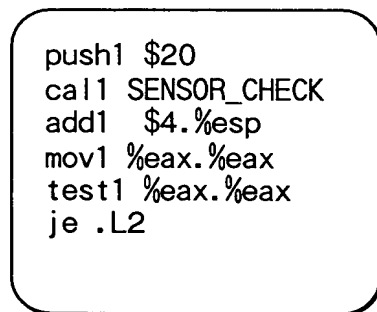 push1 $20
call SENSOR_CHECK
add1 $4.%esp
mov1 %eax.%eax
test1 %eax.%eax
je .L2